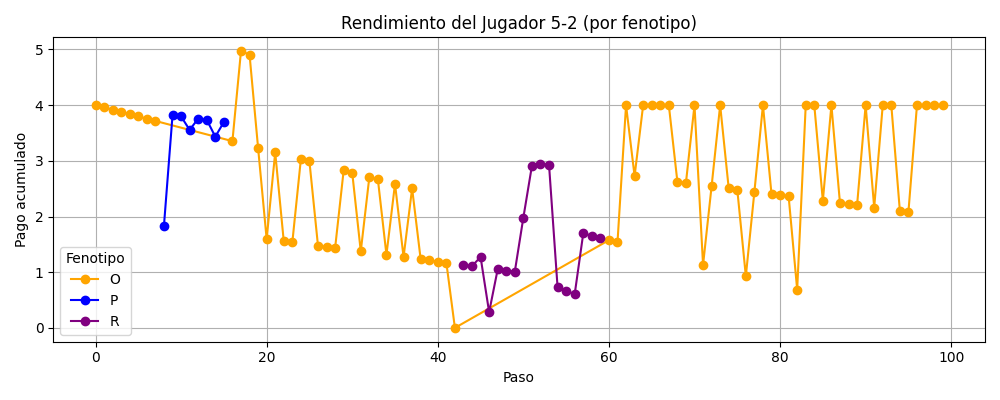 Rendimiento del Jugador 5-2 (por fenotipo)
Pago acumulado
5
4
3
2
1
0
Fenotipo
O
P
R
0 20 40 60 80 100
Paso